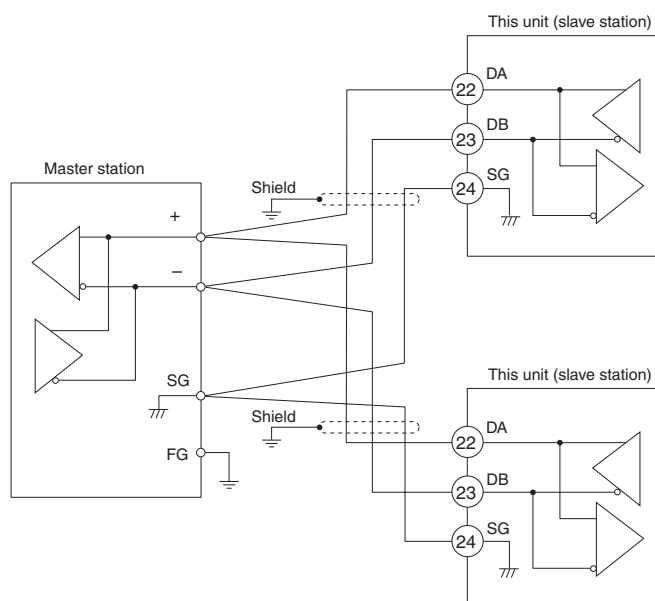 This unit (slave station)
22 DA
23 DB
24 SG
Master station
Shield
+
−
SG
FG
This unit (slave station)
Shield
22 DA
23 DB
24 SG